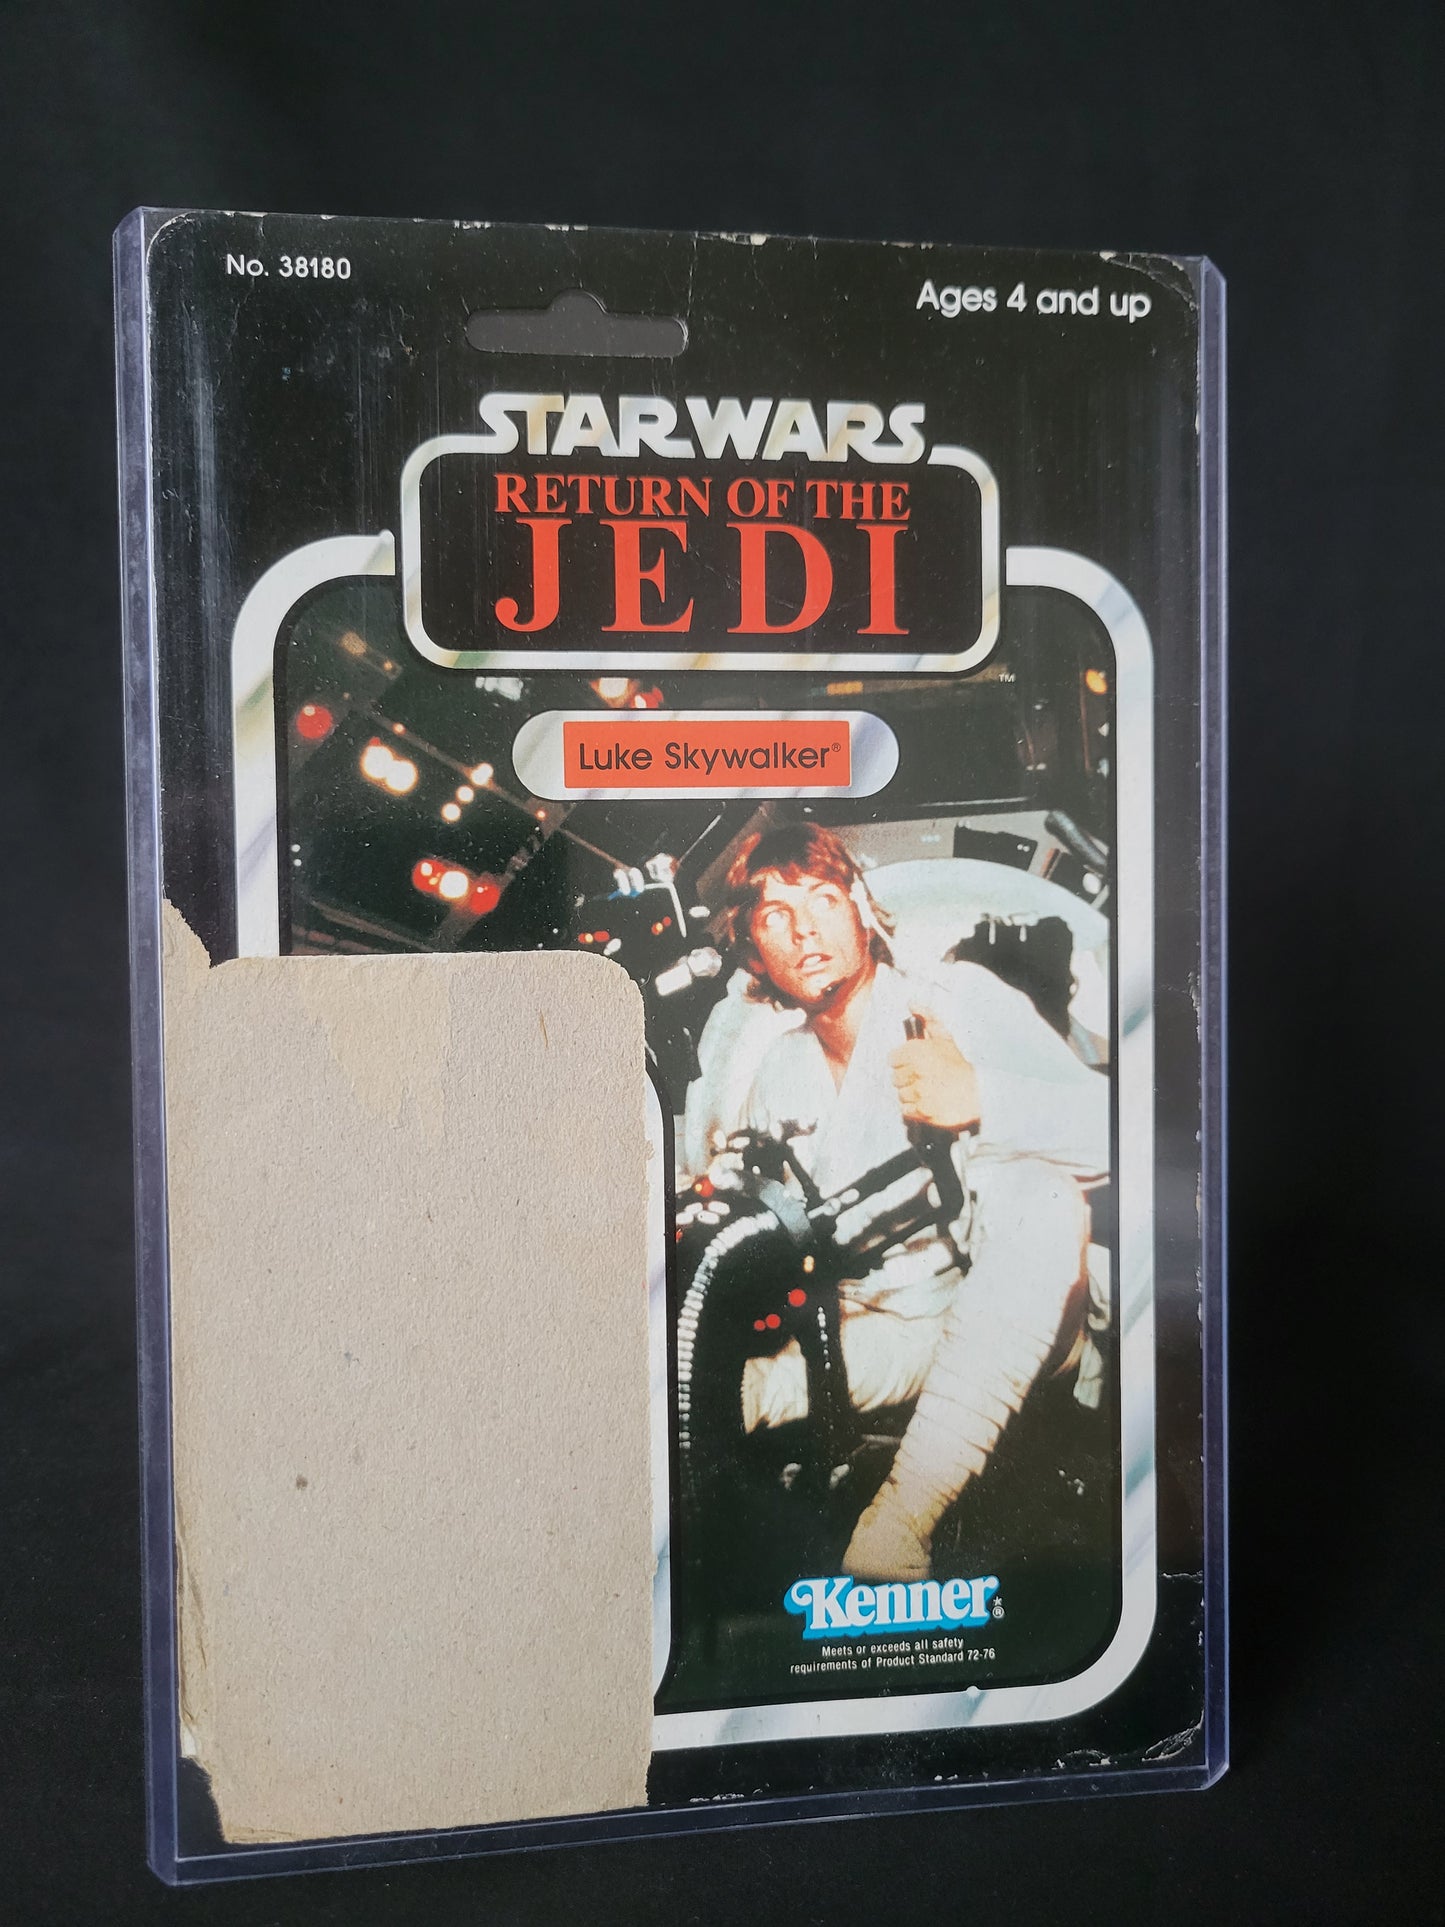 No. 38180
Ages 4 and up
STAR WARS
RETURN OF THE
JEDI
TM
Luke Skywalker®
Kenner®
Meets or exceeds all safety
requirements of Product Standard 72-76